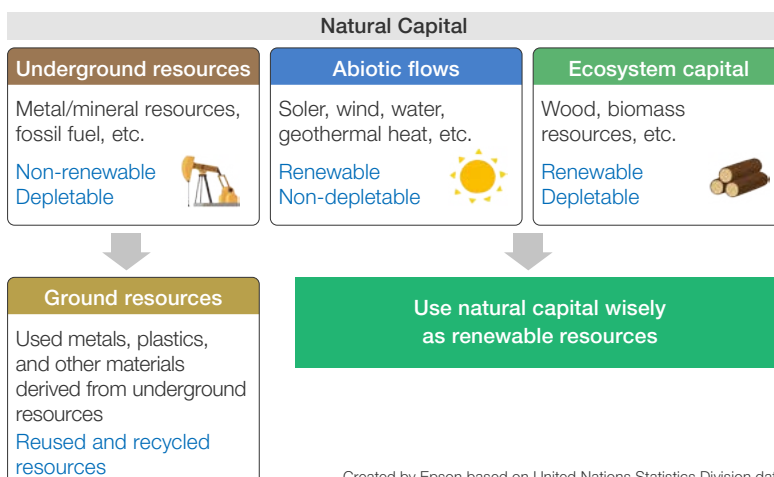 Natural Capital
Underground resources
Metal/mineral resources,
fossil fuel, etc.
Non-renewable
Depletable
Abiotic flows
Soler, wind, water,
geothermal heat, etc.
Renewable
Non-depletable
Ecosystem capital
Wood, biomass
resources, etc.
Renewable
Depletable
Ground resources
Used metals, plastics,
and other materials
derived from underground
resources
Reused and recycled
resources
Use natural capital wisely
as renewable resources
Created by Epson based on United Nations Statistics Division